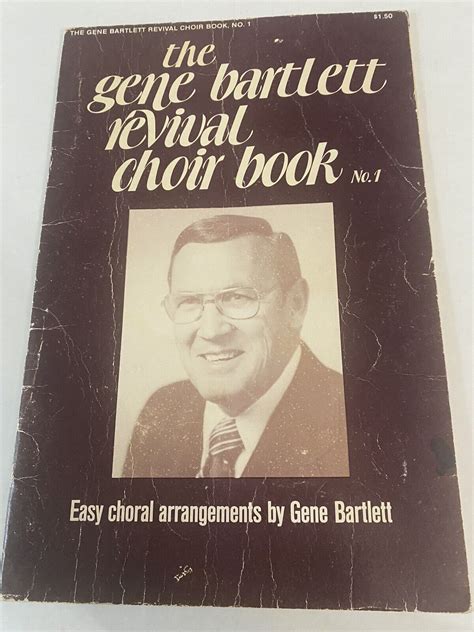 THE GENE BARTLETT REVIVAL CHOIR BOOK, NO. 1
$1.50
the
gene bartlett
revival
choir book No.1
Easy choral arrangements by Gene Bartlett